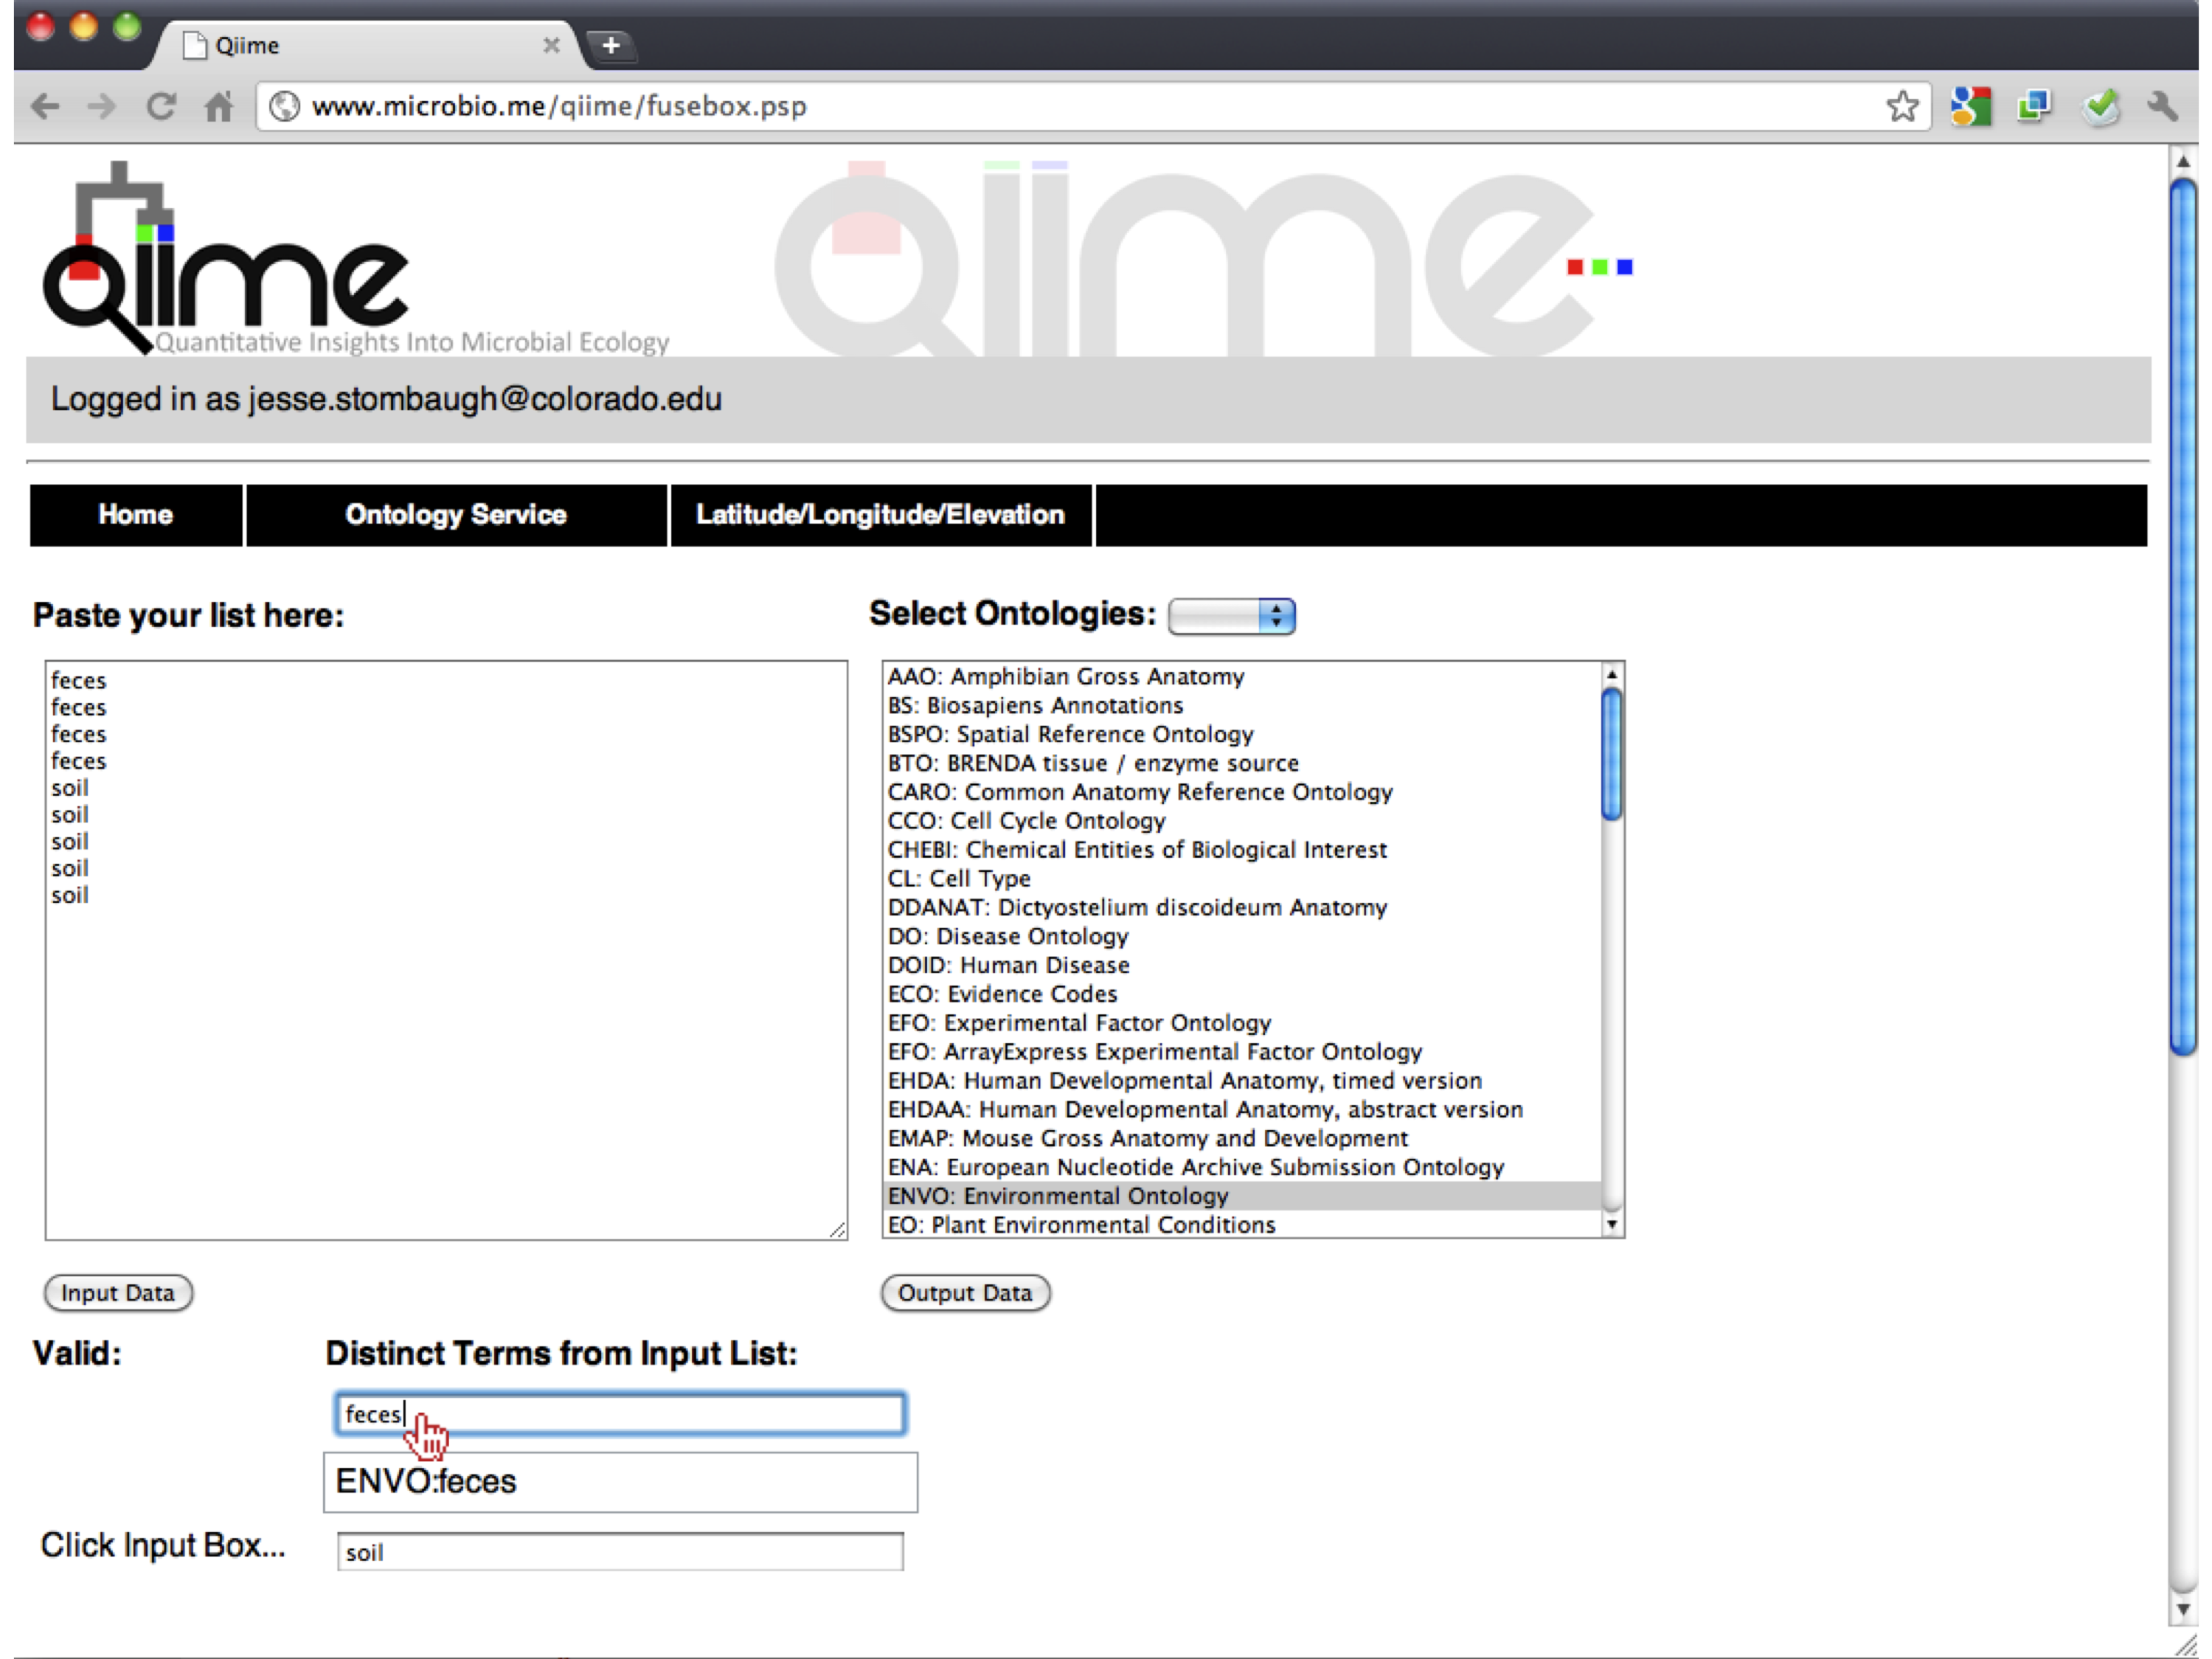 Qiime
www.microbio.me/qiime/fusebox.psp
qiime
Quantitative Insights Into Microbial Ecology
qiime
Logged in as jesse.stombaugh@colorado.edu
Home Ontology Service Latitude/Longitude/Elevation
Paste your list here:
feces
feces
feces
feces
soil
soil
soil
soil
soil
Select Ontologies:
AAO: Amphibian Gross Anatomy
BS: Biosapiens Annotations
BSPO: Spatial Reference Ontology
BTO: BRENDA tissue / enzyme source
CARO: Common Anatomy Reference Ontology
CCO: Cell Cycle Ontology
CHEBI: Chemical Entities of Biological Interest
CL: Cell Type
DDANAT: Dictyostelium discoideum Anatomy
DO: Disease Ontology
DOID: Human Disease
ECO: Evidence Codes
EFO: Experimental Factor Ontology
EFO: ArrayExpress Experimental Factor Ontology
EHDA: Human Developmental Anatomy, timed version
EHDAA: Human Developmental Anatomy, abstract version
EMAP: Mouse Gross Anatomy and Development
ENA: European Nucleotide Archive Submission Ontology
ENVO: Environmental Ontology
EO: Plant Environmental Conditions
Input Data
Output Data
Valid: Distinct Terms from Input List:
feces
ENVO:feces
Click Input Box... soil